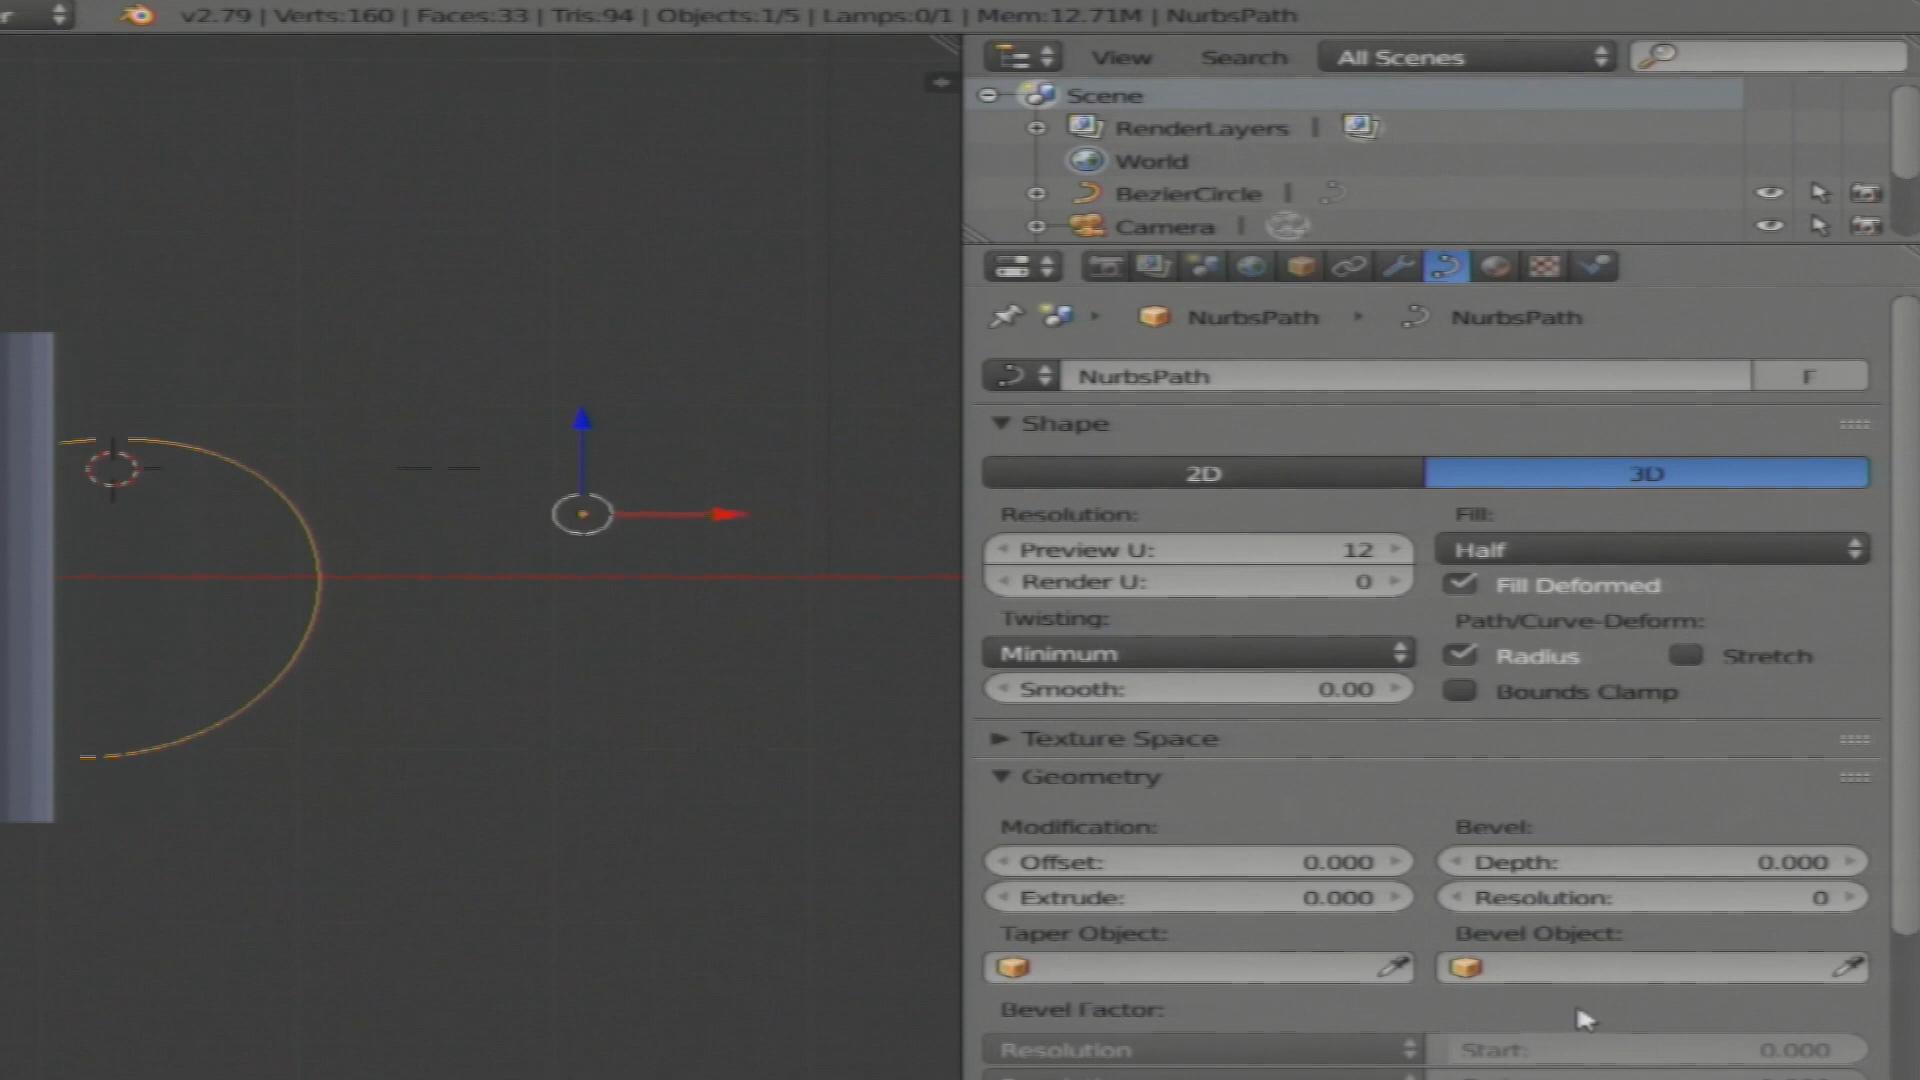 v2.79 | Verts:160 | Faces:33 | Tris:94 | Objects:1/5 | Lamps:0/1 | Mem:12.71M | NurbsPath
View Search All Scenes
Scene
RenderLayers |
World
BezierCircle |
Camera |
NurbsPath NurbsPath
NurbsPath F
Shape
2D 3D
Resolution: Fill:
Preview U: 12 Half
Render U: 0 Fill Deformed
Twisting: Path/Curve-Deform:
Minimum Radius Stretch
Smooth: 0.00 Bounds Clamp
Texture Space
Geometry
Modification: Bevel:
Offset: 0.000 Depth: 0.000
Extrude: 0.000 Resolution: 0
Taper Object: Bevel Object:
Bevel Factor:
Resolution Start: 0.000